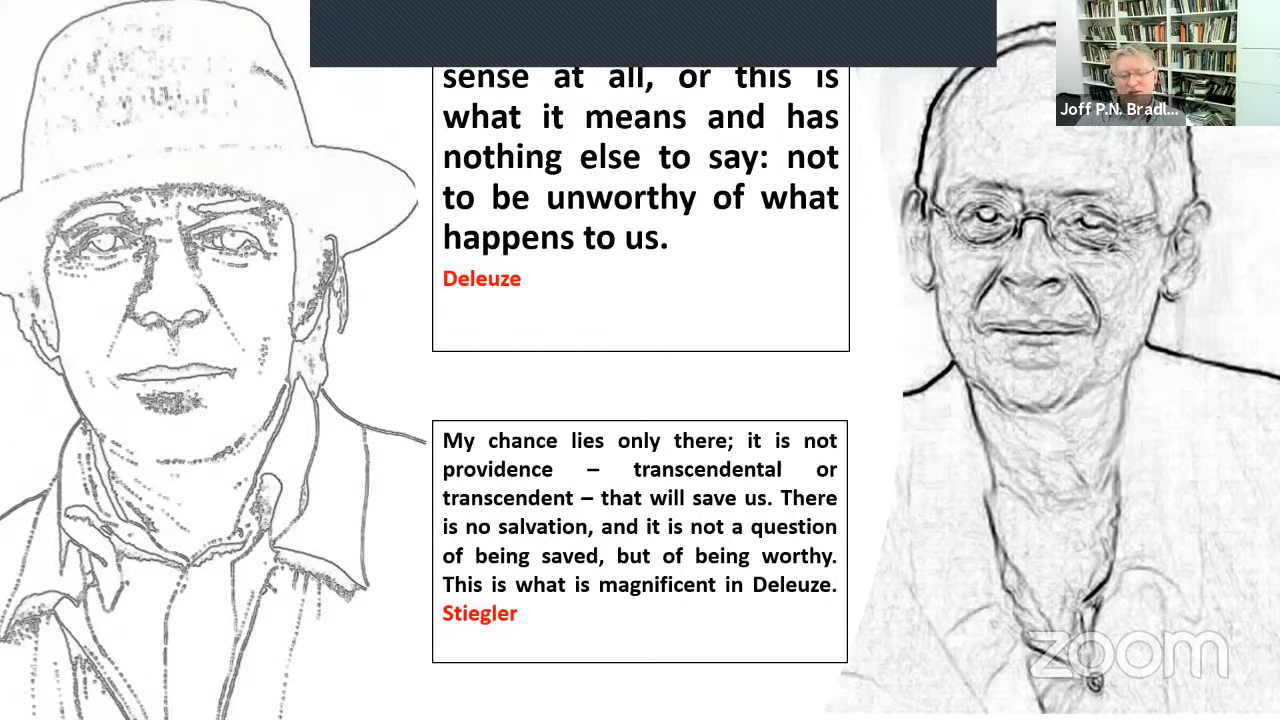 sense at all, or this is
what it means and has
nothing else to say: not
to be unworthy of what
happens to us.
Deleuze
My chance lies only there; it is not
providence – transcendental or
transcendent – that will save us. There
is no salvation, and it is not a question
of being saved, but of being worthy.
This is what is magnificent in Deleuze.
Stiegler
Joff P.N. Bradl...
zoom